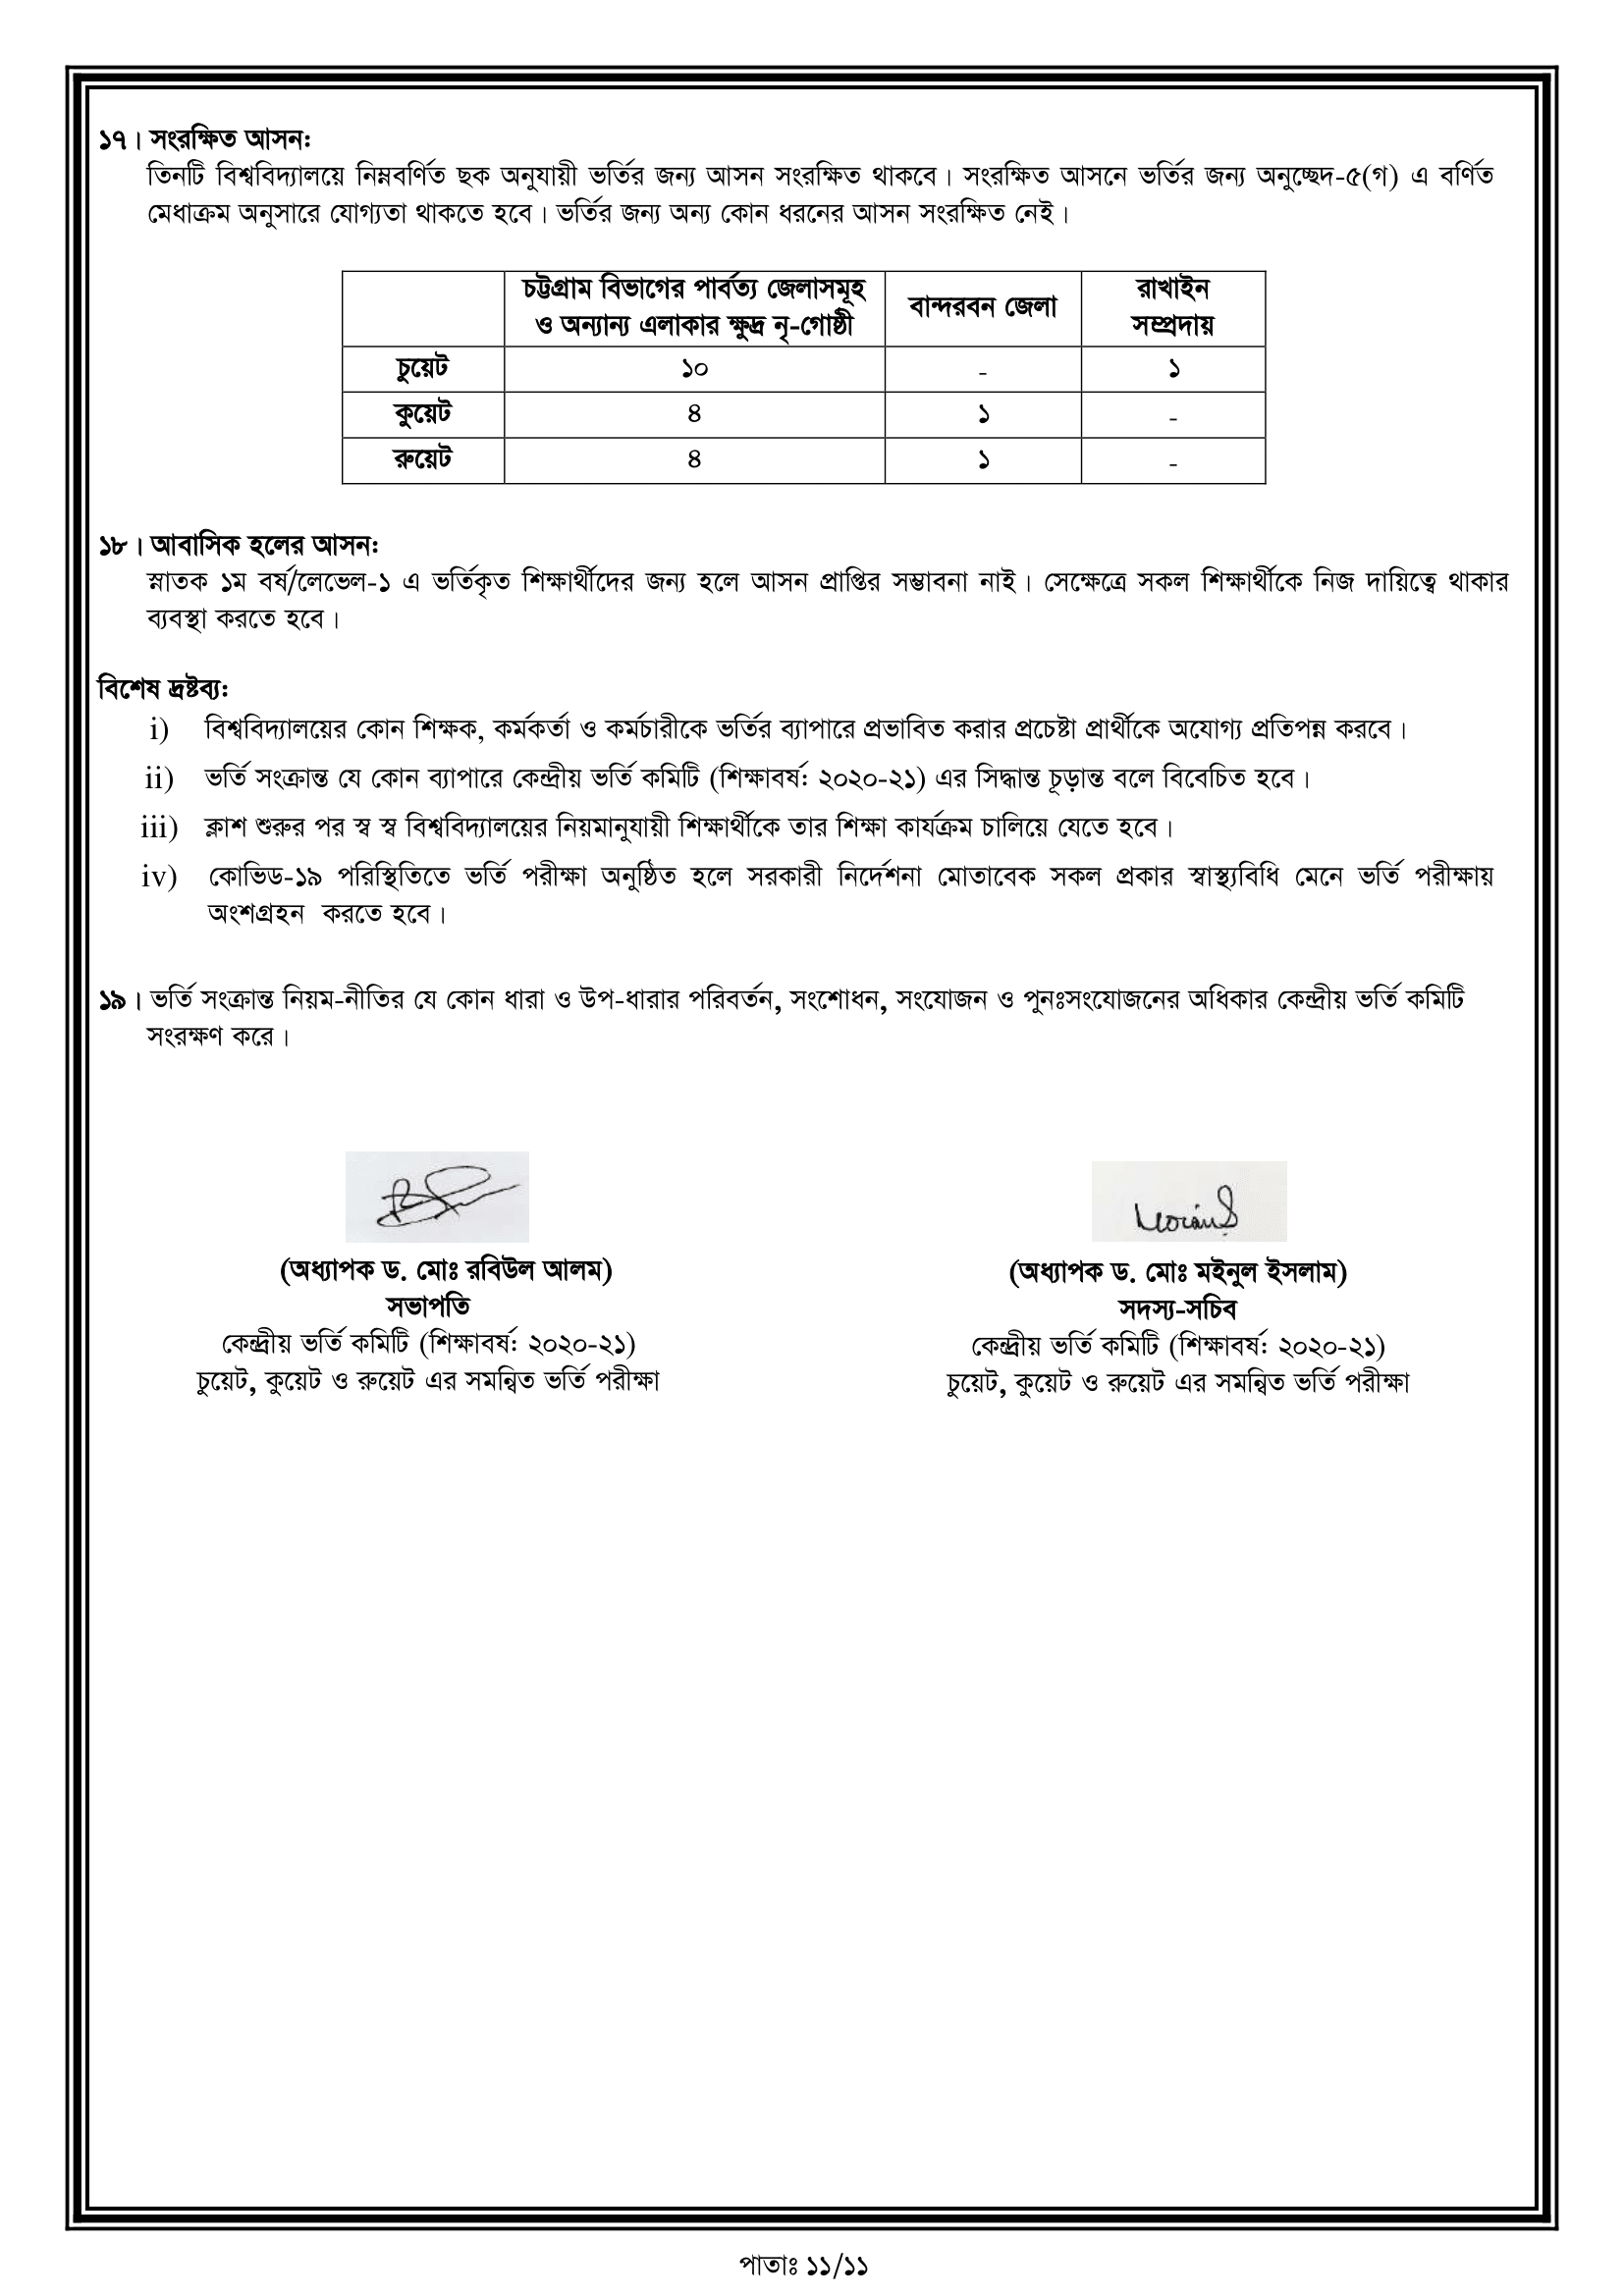 ১৭। সংরক্ষিত আসন:
তিনটি বিশ্ববিদ্যালয়ে নিম্নবর্ণিত ছক অনুযায়ী ভর্তির জন্য আসন সংরক্ষিত থাকবে। সংরক্ষিত আসনে ভর্তির জন্য অনুচ্ছেদ-৫(গ) এ বর্ণিত
মেধাক্রম অনুসারে যোগ্যতা থাকতে হবে। ভর্তির জন্য অন্য কোন ধরনের আসন সংরক্ষিত নেই।
চট্টগ্রাম বিভাগের পার্বত্য জেলাসমূহ
ও অন্যান্য এলাকার ক্ষুদ্র নৃ-গোষ্ঠী
বান্দরবন জেলা
রাখাইন
সম্প্রদায়
চুয়েট ১০ - ১
কুয়েট ৪ ১ -
রুয়েট ৪ ১ -
১৮। আবাসিক হলের আসন:
স্নাতক ১ম বর্ষ/লেভেল-১ এ ভর্তিকৃত শিক্ষার্থীদের জন্য হলে আসন প্রাপ্তির সম্ভাবনা নাই। সেক্ষেত্রে সকল শিক্ষার্থীকে নিজ দায়িত্বে থাকার
ব্যবস্থা করতে হবে।
বিশেষ দ্রষ্টব্য:
i) বিশ্ববিদ্যালয়ের কোন শিক্ষক, কর্মকর্তা ও কর্মচারীকে ভর্তির ব্যাপারে প্রভাবিত করার প্রচেষ্টা প্রার্থীকে অযোগ্য প্রতিপন্ন করবে।
ii) ভর্তি সংক্রান্ত যে কোন ব্যাপারে কেন্দ্রীয় ভর্তি কমিটি (শিক্ষাবর্ষ: ২০২০-২১) এর সিদ্ধান্ত চূড়ান্ত বলে বিবেচিত হবে।
iii) ক্লাশ শুরুর পর স্ব স্ব বিশ্ববিদ্যালয়ের নিয়মানুযায়ী শিক্ষার্থীকে তার শিক্ষা কার্যক্রম চালিয়ে যেতে হবে।
iv) কোভিড-১৯ পরিস্থিতিতে ভর্তি পরীক্ষা অনুষ্ঠিত হলে সরকারী নির্দেশনা মোতাবেক সকল প্রকার স্বাস্থ্যবিধি মেনে ভর্তি পরীক্ষায়
অংশগ্রহন করতে হবে।
১৯। ভর্তি সংক্রান্ত নিয়ম-নীতির যে কোন ধারা ও উপ-ধারার পরিবর্তন, সংশোধন, সংযোজন ও পুনঃসংযোজনের অধিকার কেন্দ্রীয় ভর্তি কমিটি
সংরক্ষণ করে।
(অধ্যাপক ড. মোঃ রবিউল আলম)
সভাপতি
কেন্দ্রীয় ভর্তি কমিটি (শিক্ষাবর্ষ: ২০২০-২১)
চুয়েট, কুয়েট ও রুয়েট এর সমন্বিত ভর্তি পরীক্ষা
(অধ্যাপক ড. মোঃ মইনুল ইসলাম)
সদস্য-সচিব
কেন্দ্রীয় ভর্তি কমিটি (শিক্ষাবর্ষ: ২০২০-২১)
চুয়েট, কুয়েট ও রুয়েট এর সমন্বিত ভর্তি পরীক্ষা
পাতাঃ ১১/১১